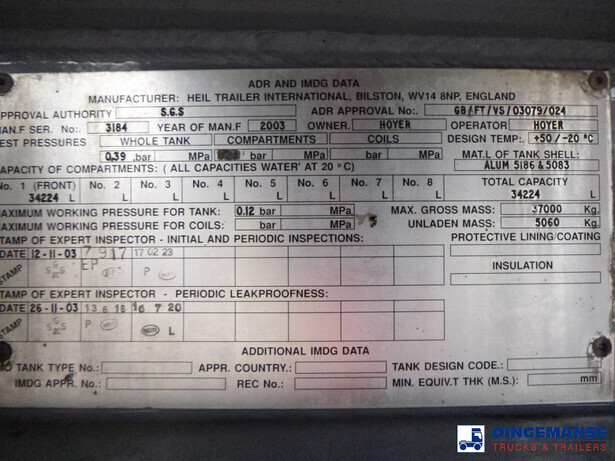 ADR AND IMDG DATA
MANUFACTURER: HEIL TRAILER INTERNATIONAL, BILSTON, WV14 8NP, ENGLAND
APPROVAL AUTHORITY S.G.S ADR APPROVAL No.: GB/FT/VS/03079/024
MAN.F SER. No: 3184 YEAR OF MAN.F 2003 OWNER. HOYER OPERATOR HOYER
TEST PRESSURES WHOLE TANK COMPARTMENTS COILS DESIGN TEMP.: +50/-20 °C
0.39 .bar MPa .bar MPa .bar MPa MAT.L OF TANK SHELL:
CAPACITY OF COMPARTMENTS: (ALL CAPACITIES WATER' AT 20 °C) ALUM 5186 & 5083
No. 1 (FRONT) No. 2 No. 3 No. 4 No. 5 No. 6 No. 7 No. 8 TOTAL CAPACITY
34224 L L L L L L L L 34224 L
MAXIMUM WORKING PRESSURE FOR TANK: 0.12 bar MPa MAX. GROSS MASS: 37000 Kg.
MAXIMUM WORKING PRESSURE FOR COILS: bar MPa UNLADEN MASS: 5060 Kg.
STAMP OF EXPERT INSPECTOR - INITIAL AND PERIODIC INSPECTIONS: PROTECTIVE LINING/COATING
DATE 12-11-03 7 9 17 17 02 23
STAMP SGS EP P INSULATION
STAMP OF EXPERT INSPECTOR - PERIODIC LEAKPROOFNESS:
DATE 26-11-03 13 6 16 16 7 20
STAMP SGS P L
ADDITIONAL IMDG DATA
TANK TYPE No.: APPR. COUNTRY.: TANK DESIGN CODE.:
IMDG APPR. No.: REC No.: MIN. EQUIV.T THK (M.S.): mm
DINGEMANSE
TRUCKS & TRAILERS